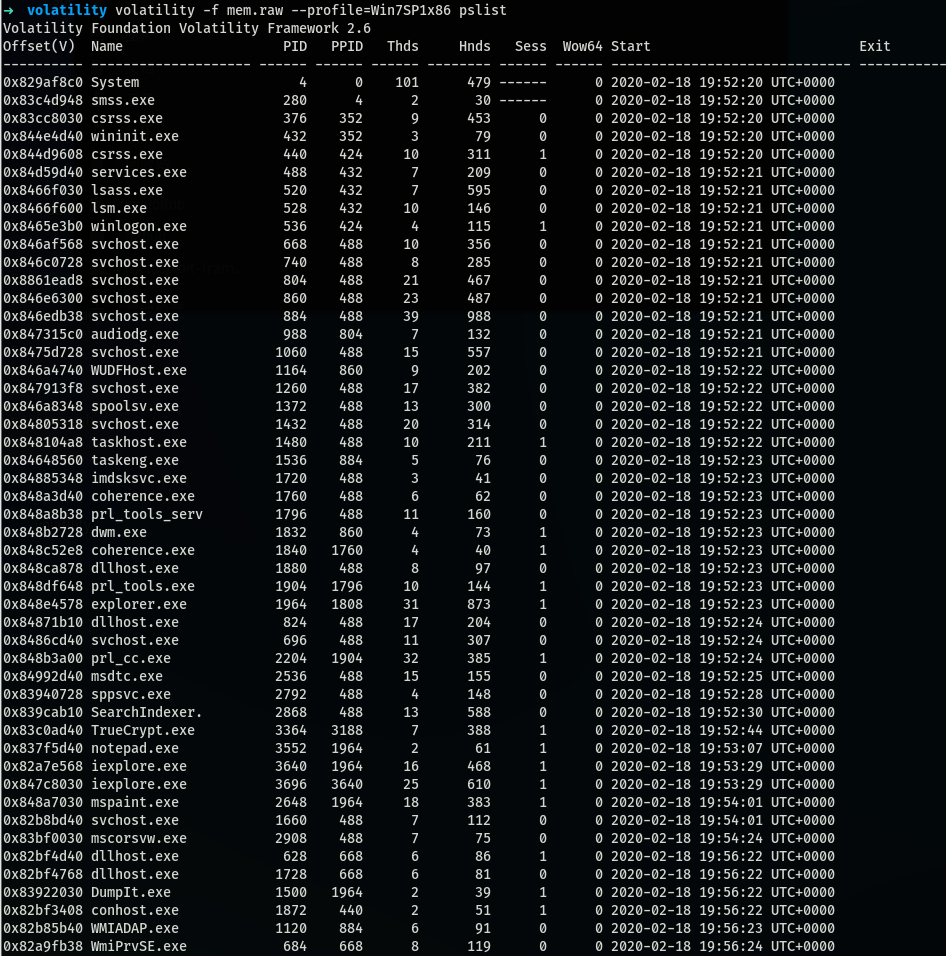 → volatility volatility -f mem.raw --profile=Win7SP1x86 pslist
Volatility Foundation Volatility Framework 2.6
Offset(V)  Name                    PID   PPID   Thds     Hnds   Sess  Wow64 Start                          Exit
---------- -------------------- ------ ------ ------ -------- ------ ------ ------------------------------ -----------
0x829af8c0 System                    4      0    101      479 ------      0 2020-02-18 19:52:20 UTC+0000
0x83c4d948 smss.exe                280      4      2       30 ------      0 2020-02-18 19:52:20 UTC+0000
0x83cc8030 csrss.exe               376    352      9      453      0      0 2020-02-18 19:52:20 UTC+0000
0x844e4d40 wininit.exe             432    352      3       79      0      0 2020-02-18 19:52:20 UTC+0000
0x844d9608 csrss.exe               440    424     10      311      1      0 2020-02-18 19:52:20 UTC+0000
0x84d59d40 services.exe            488    432      7      209      0      0 2020-02-18 19:52:21 UTC+0000
0x8466f030 lsass.exe               520    432      7      595      0      0 2020-02-18 19:52:21 UTC+0000
0x8466f600 lsm.exe                 528    432     10      146      0      0 2020-02-18 19:52:21 UTC+0000
0x8465e3b0 winlogon.exe            536    424      4      115      1      0 2020-02-18 19:52:21 UTC+0000
0x846af568 svchost.exe             668    488     10      356      0      0 2020-02-18 19:52:21 UTC+0000
0x846c0728 svchost.exe             740    488      8      285      0      0 2020-02-18 19:52:21 UTC+0000
0x8861ead8 svchost.exe             804    488     21      467      0      0 2020-02-18 19:52:21 UTC+0000
0x846e6300 svchost.exe             860    488     23      487      0      0 2020-02-18 19:52:21 UTC+0000
0x846edb38 svchost.exe             884    488     39      988      0      0 2020-02-18 19:52:21 UTC+0000
0x847315c0 audiodg.exe             988    804      7      132      0      0 2020-02-18 19:52:21 UTC+0000
0x8475d728 svchost.exe            1060    488     15      557      0      0 2020-02-18 19:52:21 UTC+0000
0x846a4740 WUDFHost.exe           1164    860      9      202      0      0 2020-02-18 19:52:22 UTC+0000
0x847913f8 svchost.exe            1260    488     17      382      0      0 2020-02-18 19:52:22 UTC+0000
0x846a8348 spoolsv.exe            1372    488     13      300      0      0 2020-02-18 19:52:22 UTC+0000
0x84805318 svchost.exe            1432    488     20      314      0      0 2020-02-18 19:52:22 UTC+0000
0x848104a8 taskhost.exe           1480    488     10      211      1      0 2020-02-18 19:52:22 UTC+0000
0x84648560 taskeng.exe            1536    884      5       76      0      0 2020-02-18 19:52:23 UTC+0000
0x84885348 imdsksvc.exe           1720    488      3       41      0      0 2020-02-18 19:52:23 UTC+0000
0x848a3d40 coherence.exe          1760    488      6       62      0      0 2020-02-18 19:52:23 UTC+0000
0x848a8b38 prl_tools_serv         1796    488     11      160      0      0 2020-02-18 19:52:23 UTC+0000
0x848b2728 dwm.exe                1832    860      4       73      1      0 2020-02-18 19:52:23 UTC+0000
0x848c52e8 coherence.exe          1840   1760      4       40      1      0 2020-02-18 19:52:23 UTC+0000
0x848ca878 dllhost.exe            1880    488      8       97      0      0 2020-02-18 19:52:23 UTC+0000
0x848df648 prl_tools.exe          1904   1796     10      144      1      0 2020-02-18 19:52:23 UTC+0000
0x848e4578 explorer.exe           1964   1808     31      873      1      0 2020-02-18 19:52:23 UTC+0000
0x84871b10 dllhost.exe             824    488     17      204      0      0 2020-02-18 19:52:24 UTC+0000
0x8486cd40 svchost.exe             696    488     11      307      0      0 2020-02-18 19:52:24 UTC+0000
0x848b3a00 prl_cc.exe             2204   1904     32      385      1      0 2020-02-18 19:52:24 UTC+0000
0x84992d40 msdtc.exe              2536    488     15      155      0      0 2020-02-18 19:52:25 UTC+0000
0x83940728 sppsvc.exe             2792    488      4      148      0      0 2020-02-18 19:52:28 UTC+0000
0x839cab10 SearchIndexer.         2868    488     13      588      0      0 2020-02-18 19:52:30 UTC+0000
0x83c0ad40 TrueCrypt.exe          3364   3188      7      388      1      0 2020-02-18 19:52:44 UTC+0000
0x837f5d40 notepad.exe            3552   1964      2       61      1      0 2020-02-18 19:53:07 UTC+0000
0x82a7e568 iexplore.exe           3640   1964     16      468      1      0 2020-02-18 19:53:29 UTC+0000
0x847c8030 iexplore.exe           3696   3640     25      610      1      0 2020-02-18 19:53:29 UTC+0000
0x848a7030 mspaint.exe            2648   1964     18      383      1      0 2020-02-18 19:54:01 UTC+0000
0x82b8bd40 svchost.exe            1660    488      7      112      0      0 2020-02-18 19:54:01 UTC+0000
0x83bf0030 mscorsvw.exe           2908    488      7       75      0      0 2020-02-18 19:54:24 UTC+0000
0x82bf4d40 dllhost.exe             628    668      6       86      1      0 2020-02-18 19:56:22 UTC+0000
0x82bf4768 dllhost.exe            1728    668      6       81      0      0 2020-02-18 19:56:22 UTC+0000
0x83922030 DumpIt.exe             1500   1964      2       39      1      0 2020-02-18 19:56:22 UTC+0000
0x82bf3408 conhost.exe            1872    440      2       51      1      0 2020-02-18 19:56:22 UTC+0000
0x82b85b40 WMIADAP.exe            1120    884      6       91      0      0 2020-02-18 19:56:23 UTC+0000
0x82a9fb38 WmiPrvSE.exe            684    668      8      119      0      0 2020-02-18 19:56:24 UTC+0000